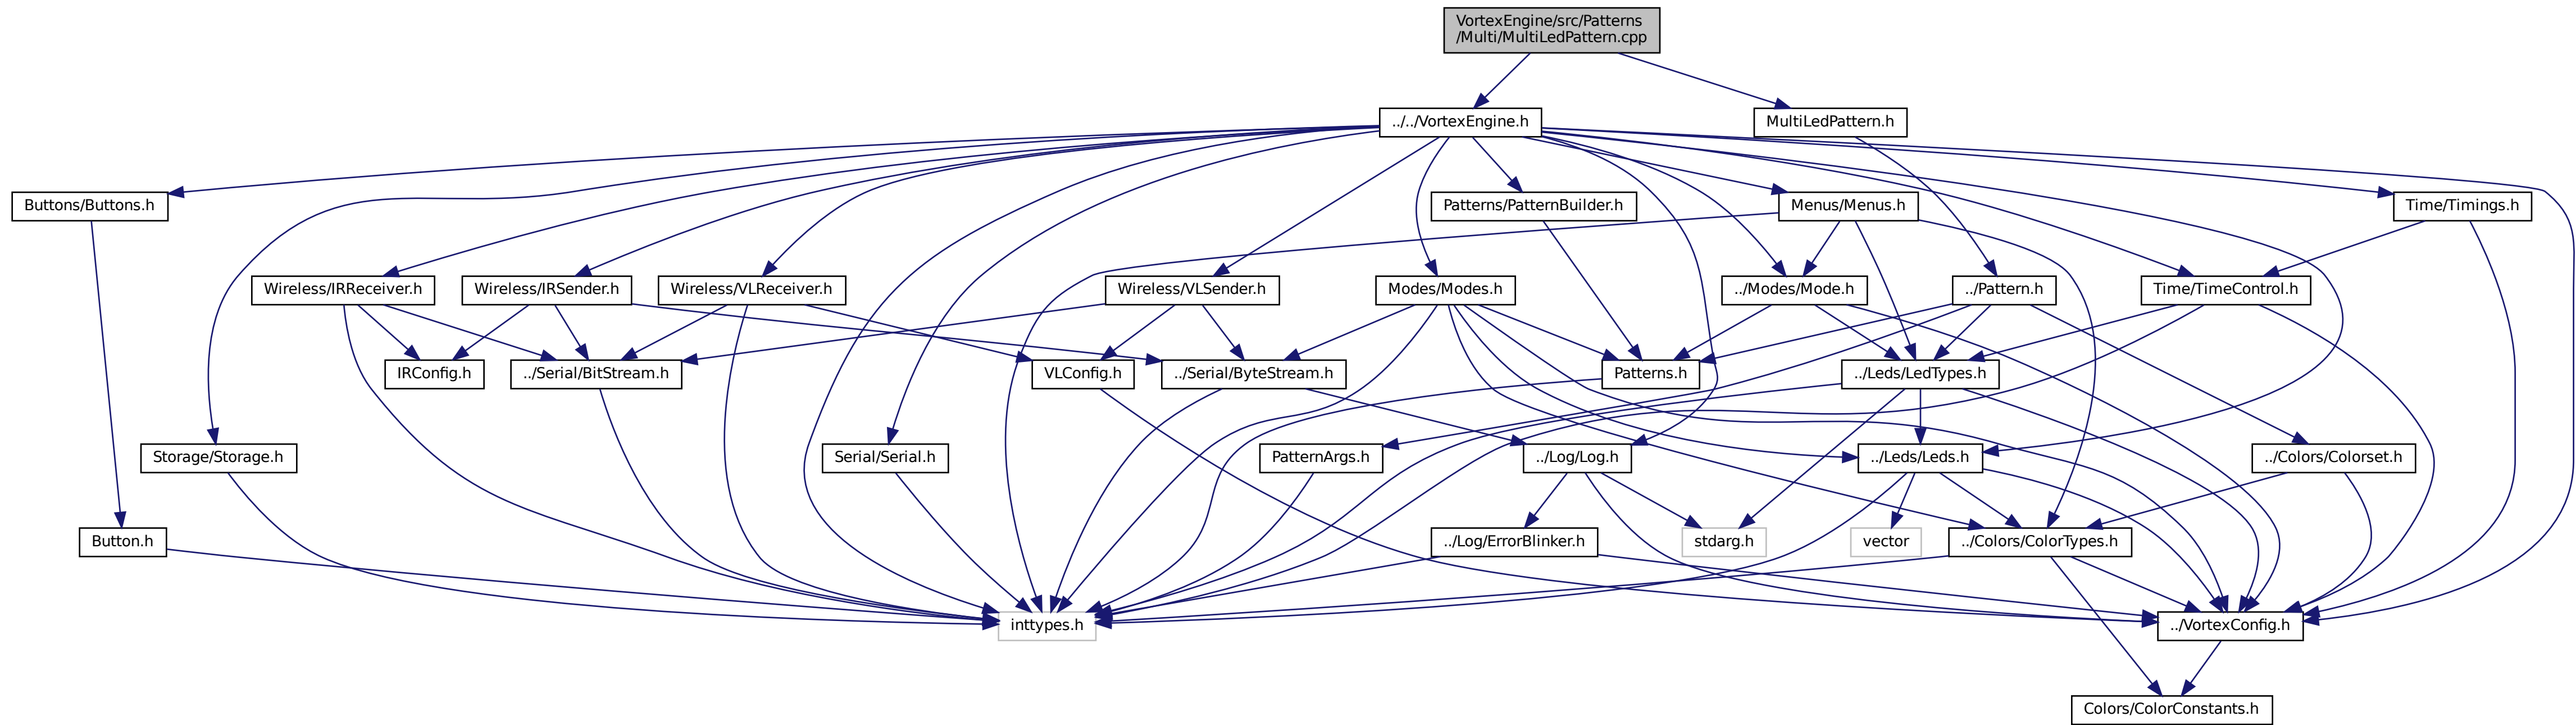 VortexEngine/src/Patterns
/Multi/MultiLedPattern.cpp
../../VortexEngine.h
MultiLedPattern.h
Buttons/Buttons.h
Patterns/PatternBuilder.h
Menus/Menus.h
Time/Timings.h
Wireless/IRReceiver.h
Wireless/IRSender.h
Wireless/VLReceiver.h
Wireless/VLSender.h
Modes/Modes.h
../Modes/Mode.h
../Pattern.h
Time/TimeControl.h
IRConfig.h
../Serial/BitStream.h
VLConfig.h
../Serial/ByteStream.h
Patterns.h
../Leds/LedTypes.h
Storage/Storage.h
Serial/Serial.h
PatternArgs.h
../Log/Log.h
../Leds/Leds.h
../Colors/Colorset.h
Button.h
../Log/ErrorBlinker.h
stdarg.h
vector
../Colors/ColorTypes.h
inttypes.h
../VortexConfig.h
Colors/ColorConstants.h